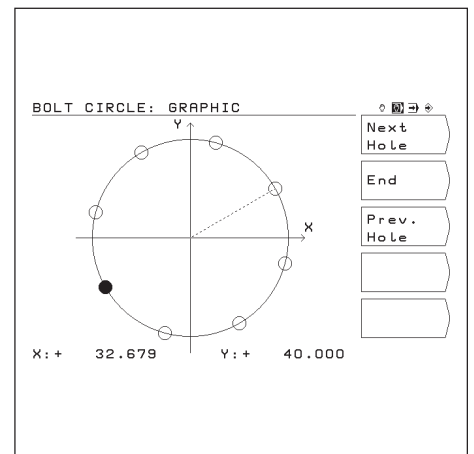 BOLT CIRCLE: GRAPHIC
Y
X
Next
Hole
End
Prev.
Hole
X:+ 32.679 Y:+ 40.000